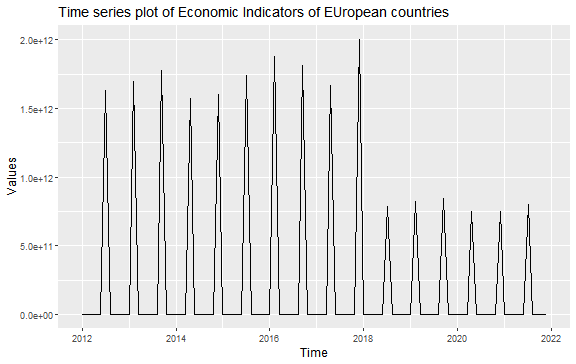 Time series plot of Economic Indicators of EUropean countries
2.0e+12
1.5e+12
1.0e+12
5.0e+11
0.0e+00
Values
2012 2014 2016 2018 2020 2022
Time